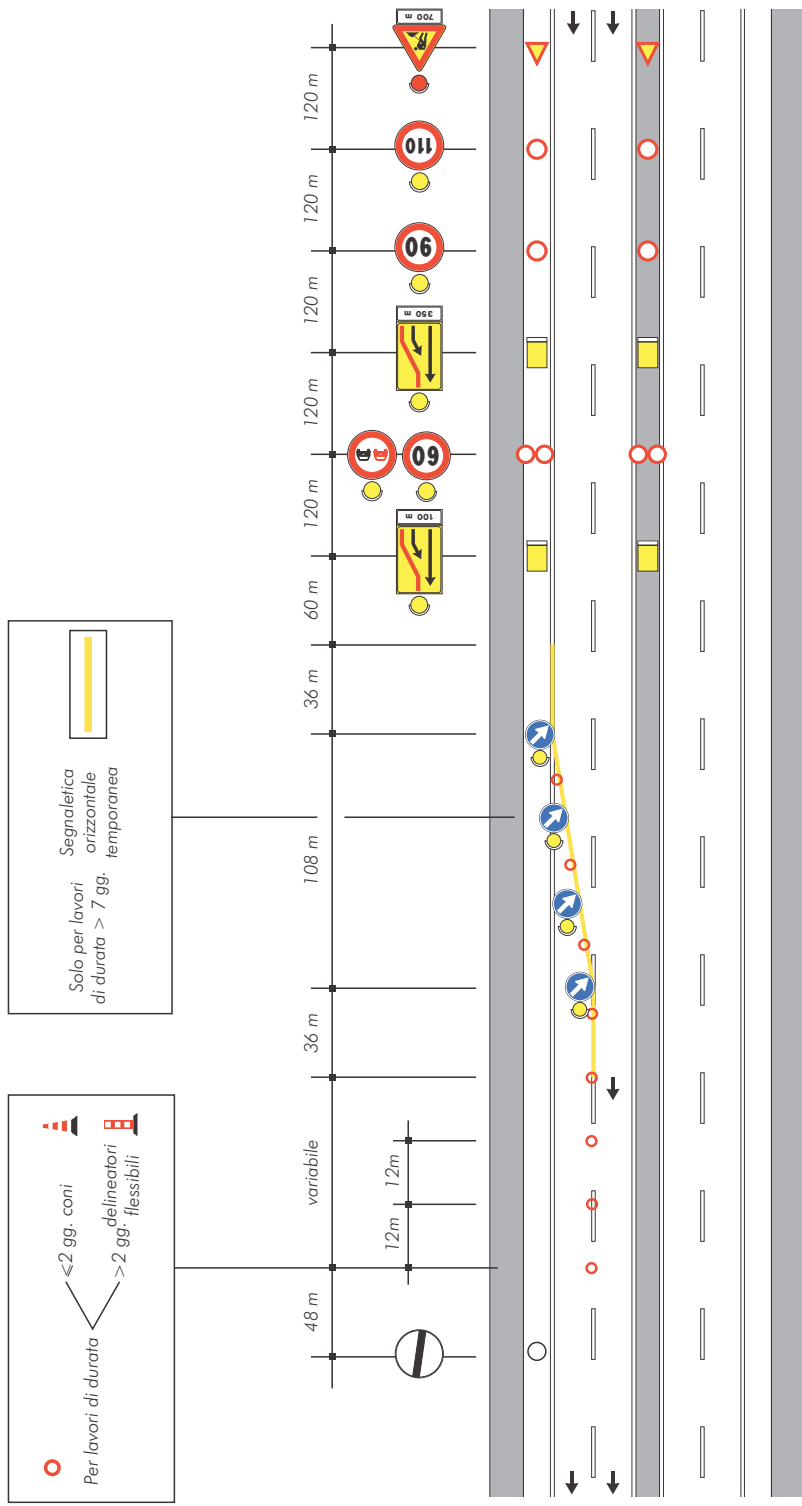 Per lavori di durata
≤2 gg. coni
>2 gg. delineatori
flessibili
Solo per lavori
di durata > 7 gg.
Segnaletica
orizzontale
temporanea
48 m
variabile
36 m
108 m
36 m
60 m
120 m
120 m
120 m
120 m
120 m
12m
12m
100 m
60
350 m
90
110
700 m